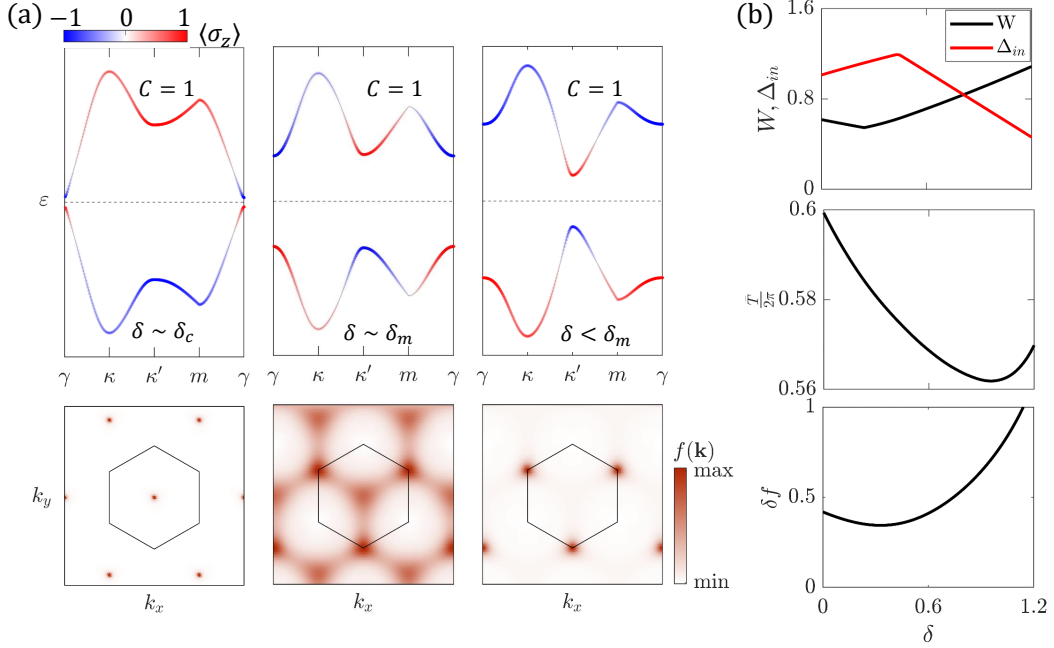 (a)
−1 0 1
⟨σz⟩
C = 1
C = 1
C = 1
ε
δ ~ δc
δ ~ δm
δ < δm
γ κ κ′ m γ
γ κ κ′ m γ
γ κ κ′ m γ
f(k)
max
min
ky
kx
kx
kx
(b)
1.6
0.8
0
W, Δin
W
Δin
0.6
0.58
0.56
T̄/2π
1
0.5
0
δf
0 0.6 1.2
δ